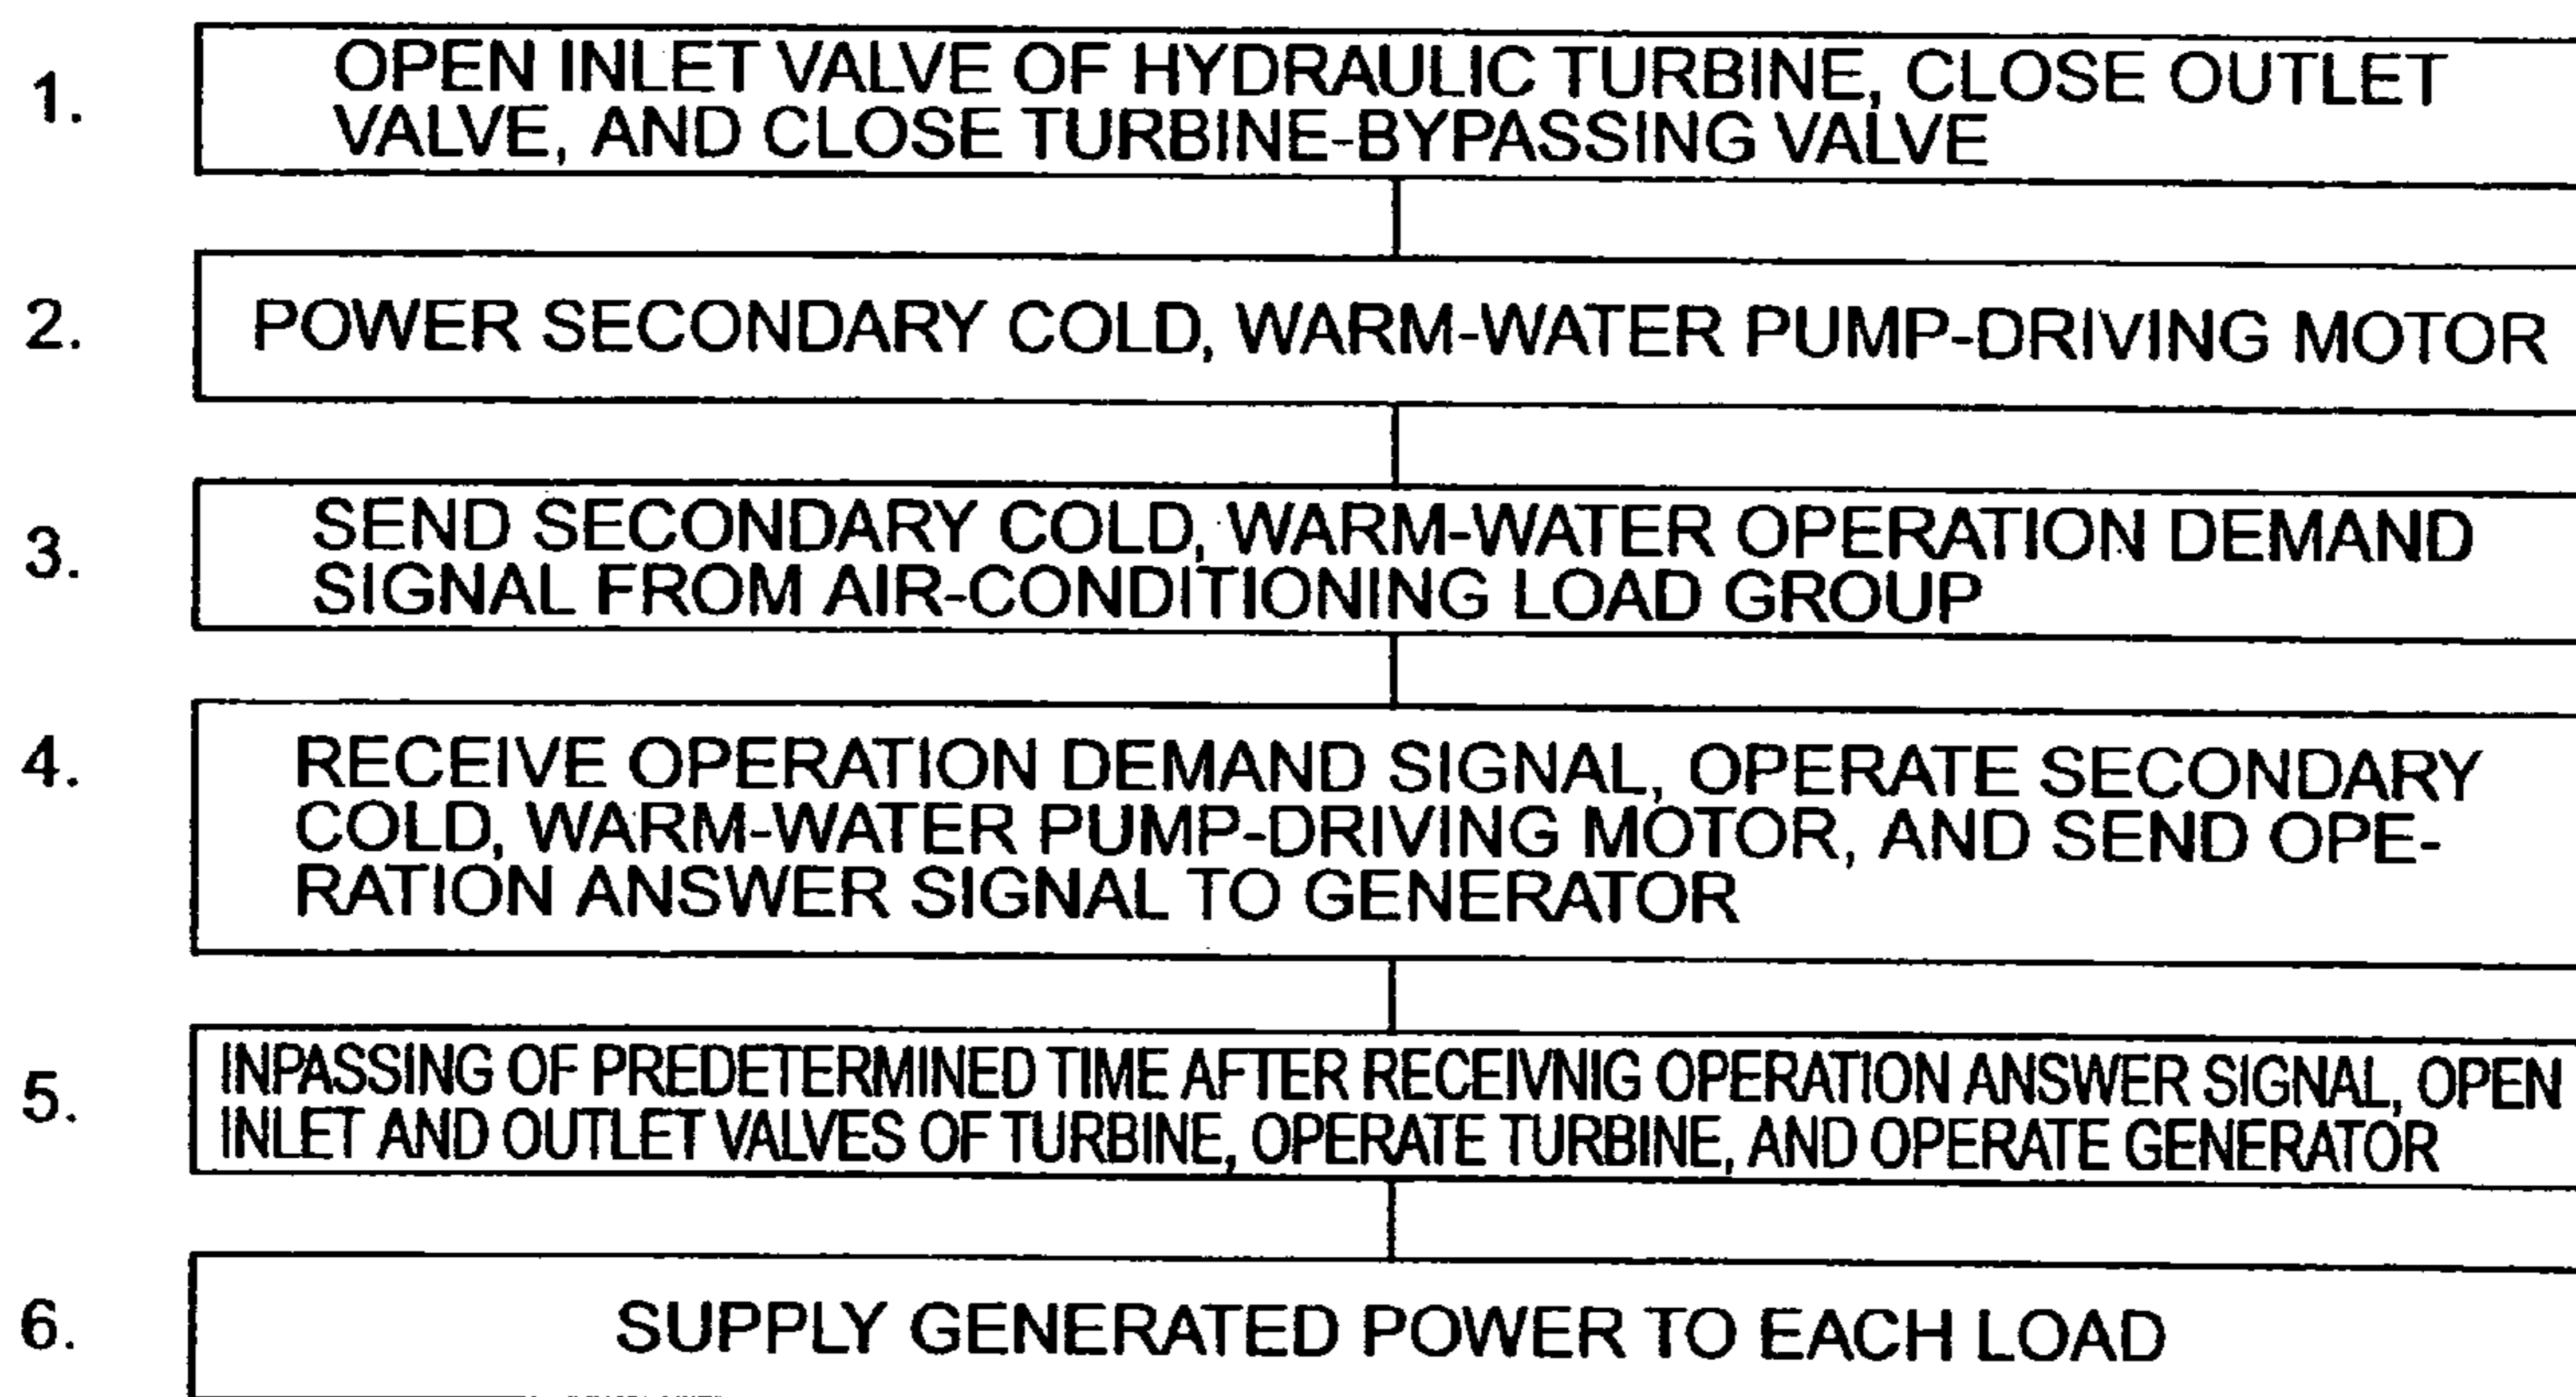 1. OPEN INLET VALVE OF HYDRAULIC TURBINE, CLOSE OUTLET
VALVE, AND CLOSE TURBINE-BYPASSING VALVE
2. POWER SECONDARY COLD, WARM-WATER PUMP-DRIVING MOTOR
3. SEND SECONDARY COLD, WARM-WATER OPERATION DEMAND
SIGNAL FROM AIR-CONDITIONING LOAD GROUP
4. RECEIVE OPERATION DEMAND SIGNAL, OPERATE SECONDARY
COLD, WARM-WATER PUMP-DRIVING MOTOR, AND SEND OPE-
RATION ANSWER SIGNAL TO GENERATOR
5. INPASSING OF PREDETERMINED TIME AFTER RECEIVNIG OPERATION ANSWER SIGNAL, OPEN
INLET AND OUTLET VALVES OF TURBINE, OPERATE TURBINE, AND OPERATE GENERATOR
6. SUPPLY GENERATED POWER TO EACH LOAD